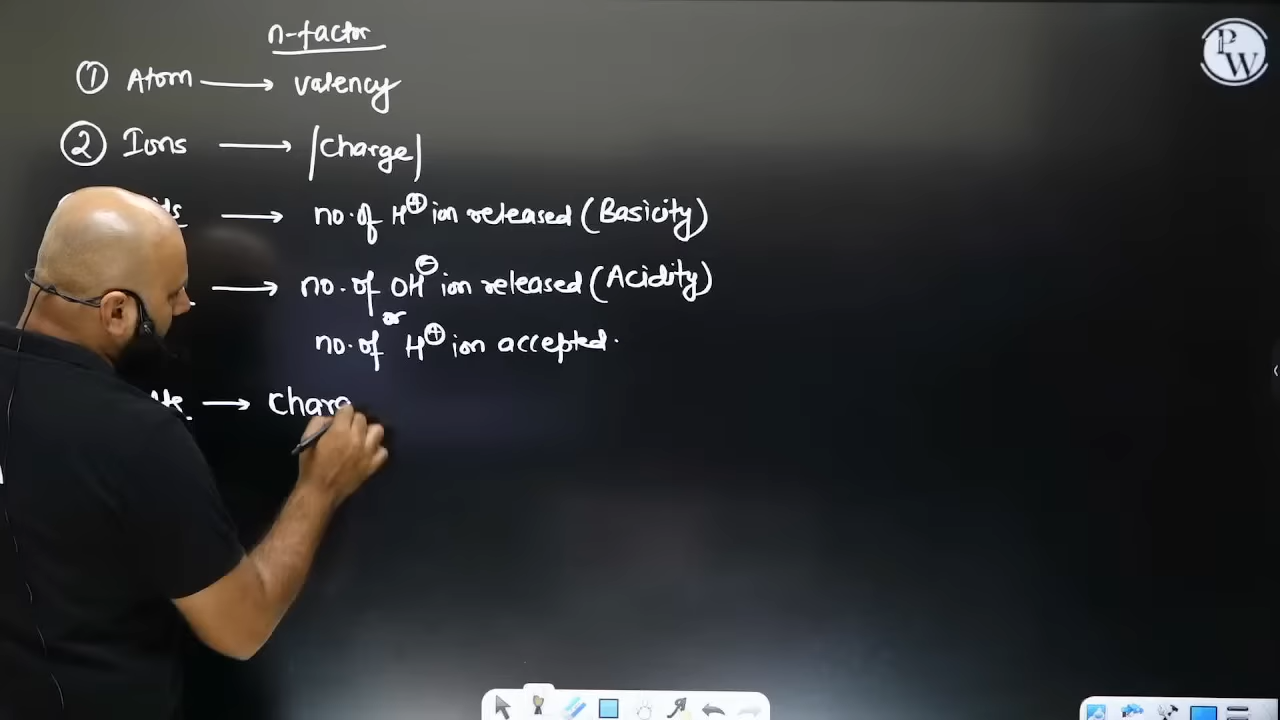 n-factor
① Atom → valency
② Ions → |charge|
→ no. of H⊕ ion released (Basicity)
→ no. of OH⊖ ion released (Acidity)
or
no. of H⊕ ion accepted.
→ Charg
PW